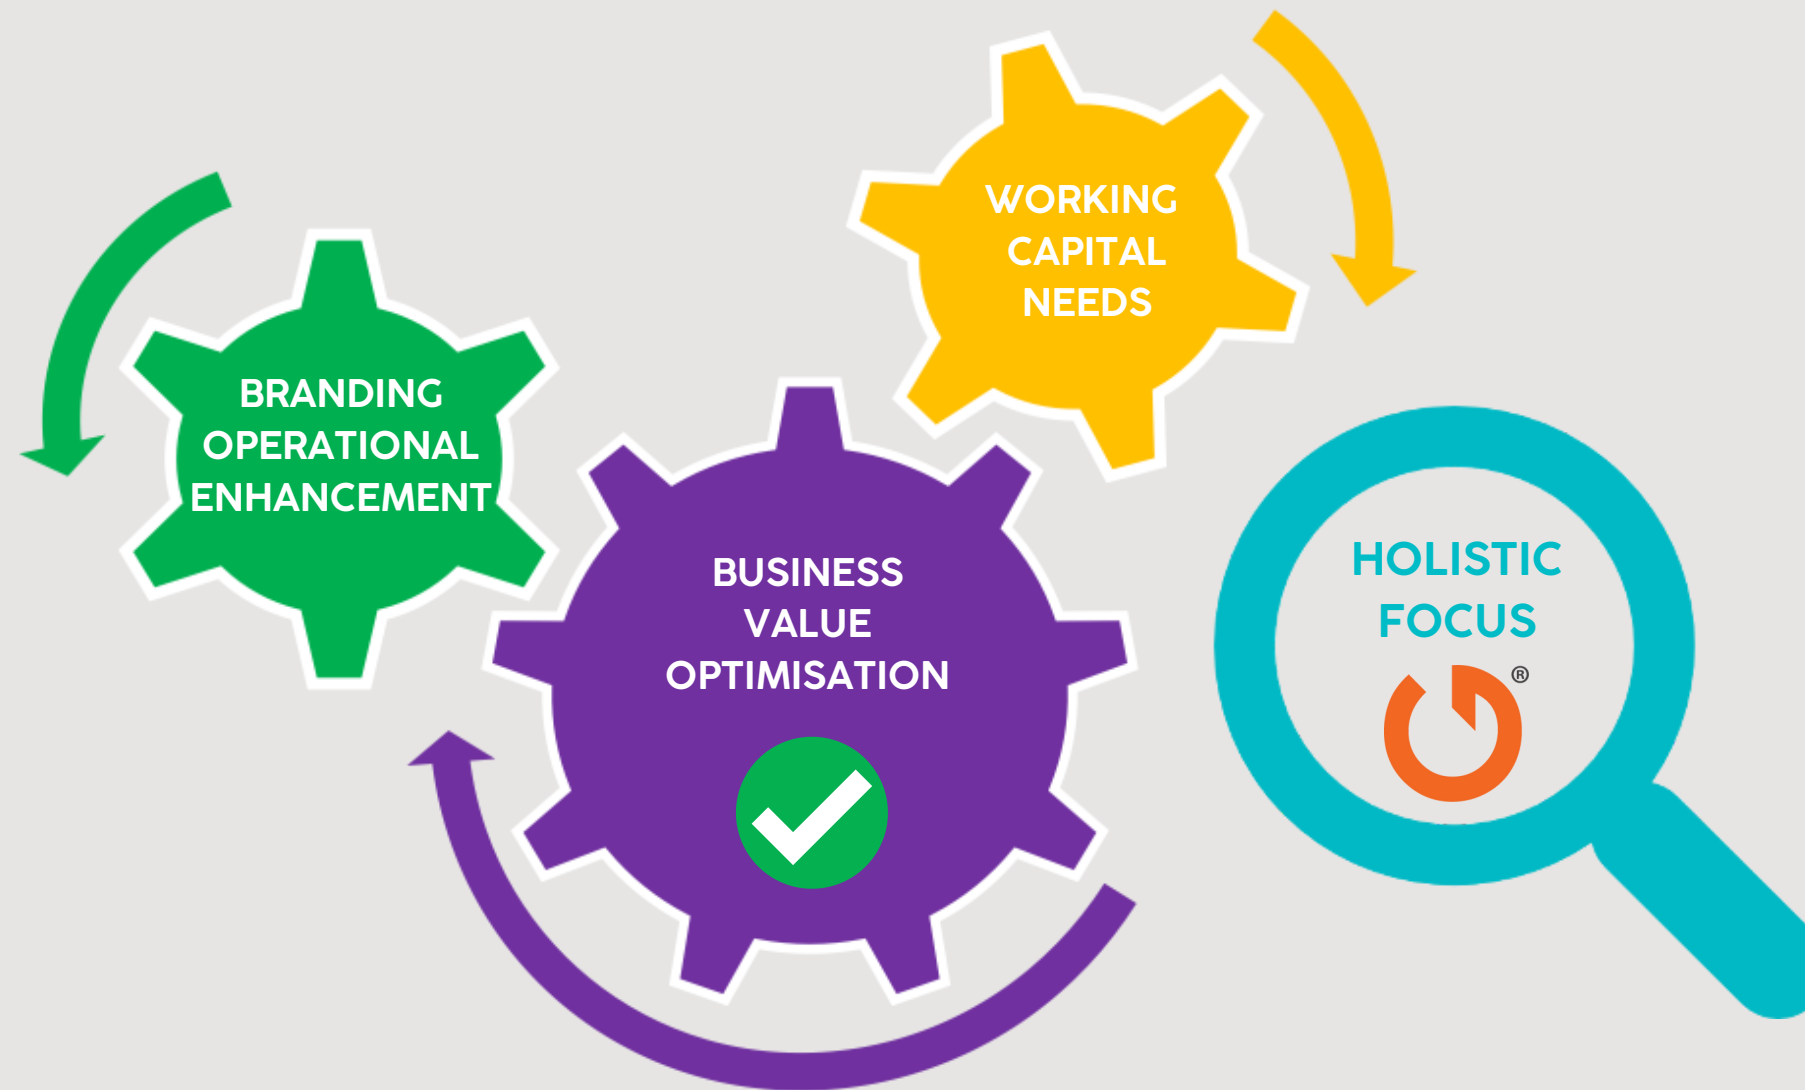 BRANDING
OPERATIONAL
ENHANCEMENT
WORKING
CAPITAL
NEEDS
BUSINESS
VALUE
OPTIMISATION
HOLISTIC
FOCUS
®